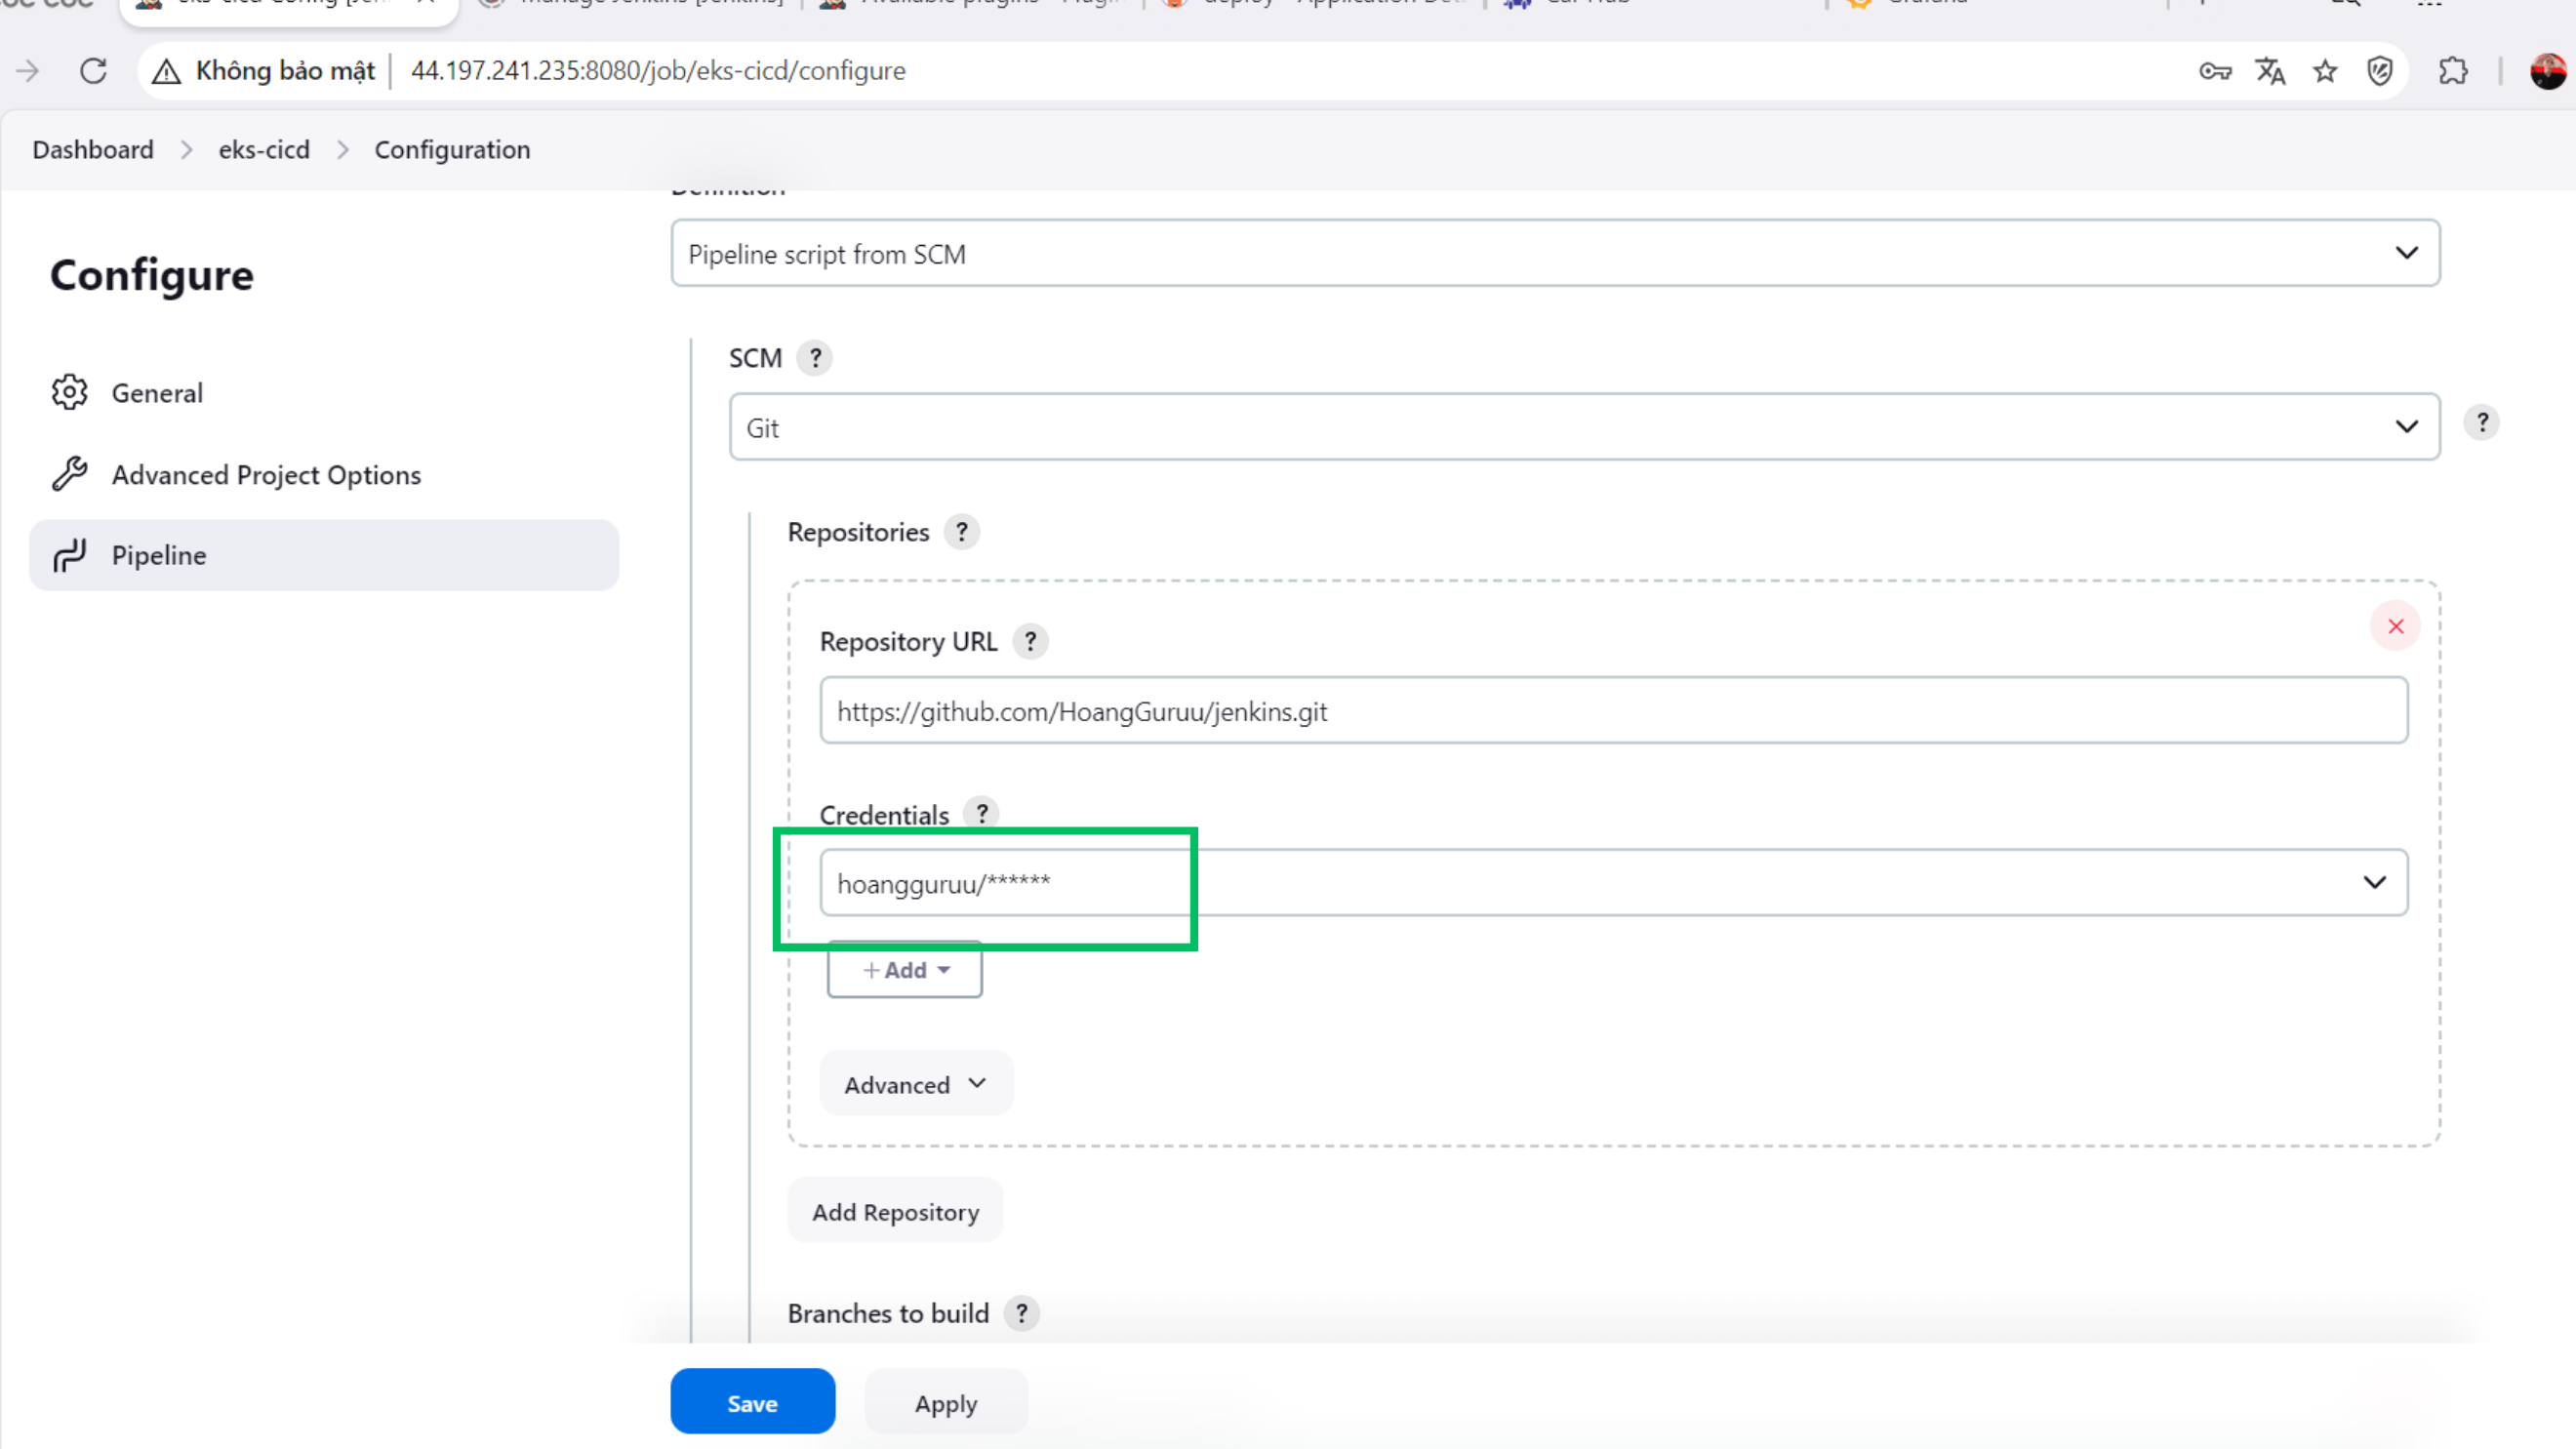 Không bảo mật
44.197.241.235:8080/job/eks-cicd/configure
Dashboard > eks-cicd > Configuration
Definition
Configure
Pipeline script from SCM
SCM ?
General
Git
?
Advanced Project Options
Repositories ?
Pipeline
Repository URL ?
https://github.com/HoangGuruu/jenkins.git
Credentials ?
hoangguruu/******
+ Add
Advanced
Add Repository
Branches to build ?
Save
Apply